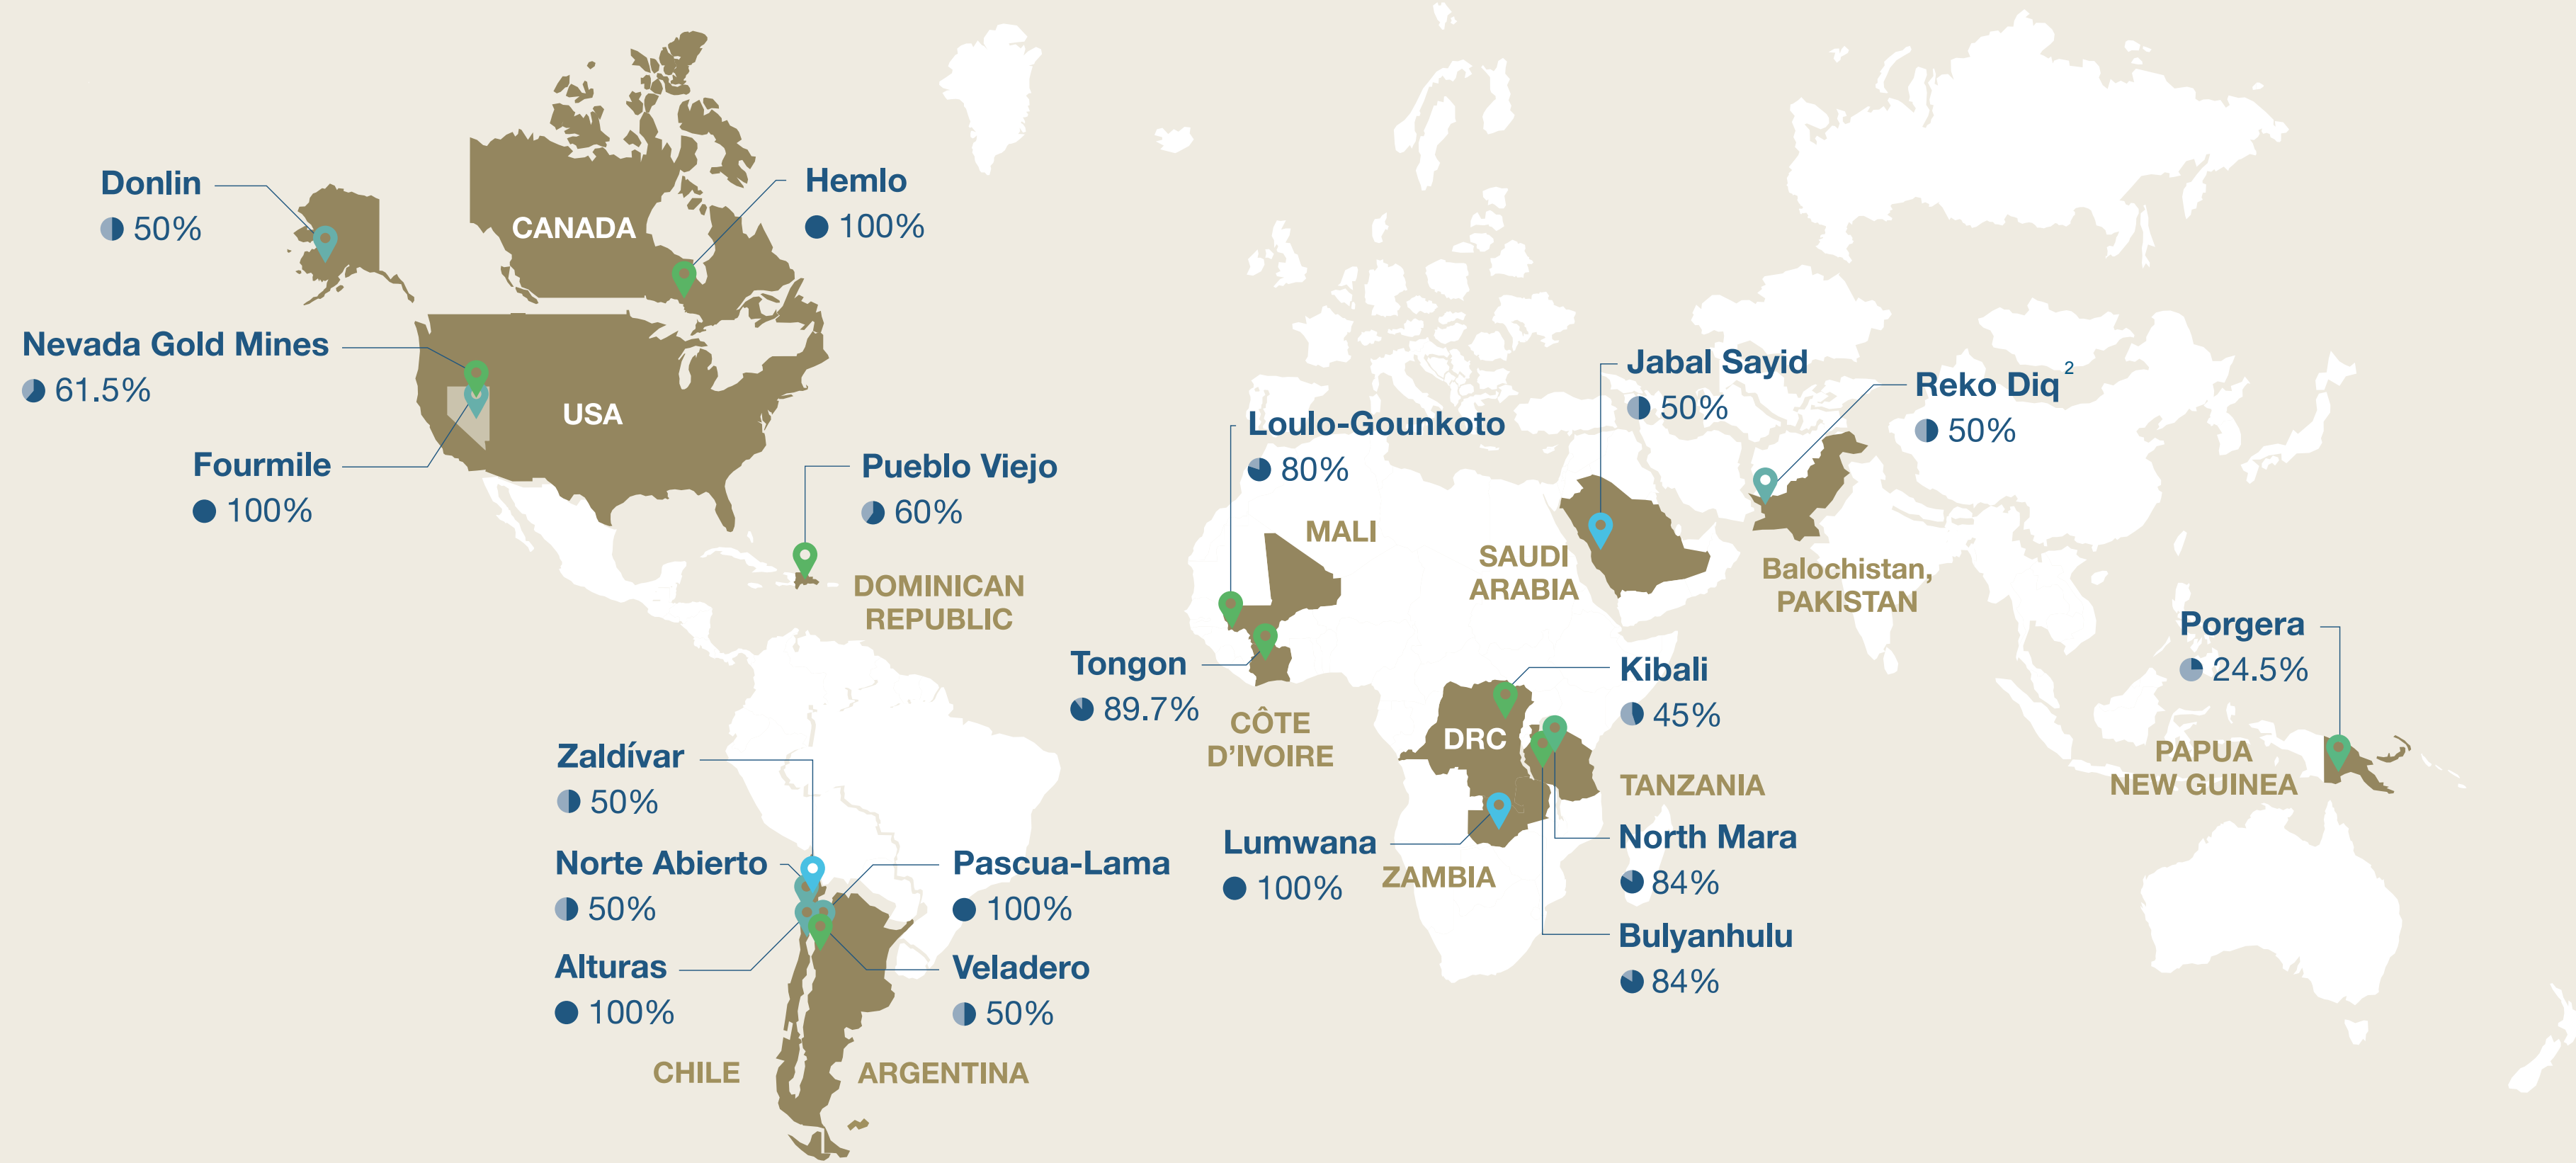 Donlin
50%
CANADA
Hemlo
100%
Nevada Gold Mines
61.5%
USA
Fourmile
100%
Pueblo Viejo
60%
DOMINICAN
REPUBLIC
Zaldívar
50%
Norte Abierto
50%
Pascua-Lama
100%
Alturas
100%
Veladero
50%
CHILE
ARGENTINA
Loulo-Gounkoto
80%
MALI
Tongon
89.7%
CÔTE
D’IVOIRE
Jabal Sayid
50%
SAUDI
ARABIA
Reko Diq 2
50%
Balochistan,
PAKISTAN
Kibali
45%
DRC
TANZANIA
Lumwana
100%
ZAMBIA
North Mara
84%
Bulyanhulu
84%
Porgera
24.5%
PAPUA
NEW GUINEA